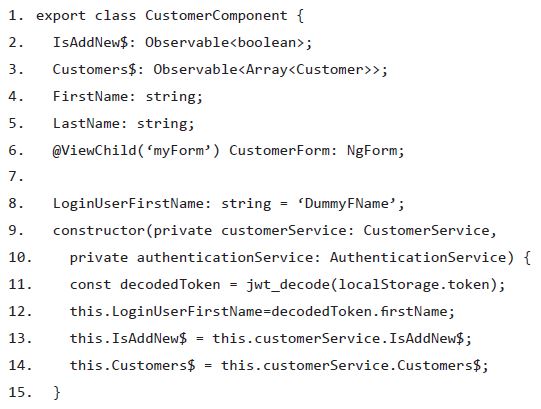 1. export class CustomerComponent {
2. IsAddNew$: Observable<boolean>;
3. Customers$: Observable<Array<Customer>>;
4. FirstName: string;
5. LastName: string;
6. @ViewChild(‘myForm’) CustomerForm: NgForm;
7.
8. LoginUserFirstName: string = ‘DummyFName’;
9. constructor(private customerService: CustomerService,
10. private authenticationService: AuthenticationService) {
11. const decodedToken = jwt_decode(localStorage.token);
12. this.LoginUserFirstName=decodedToken.firstName;
13. this.IsAddNew$ = this.customerService.IsAddNew$;
14. this.Customers$ = this.customerService.Customers$;
15. }